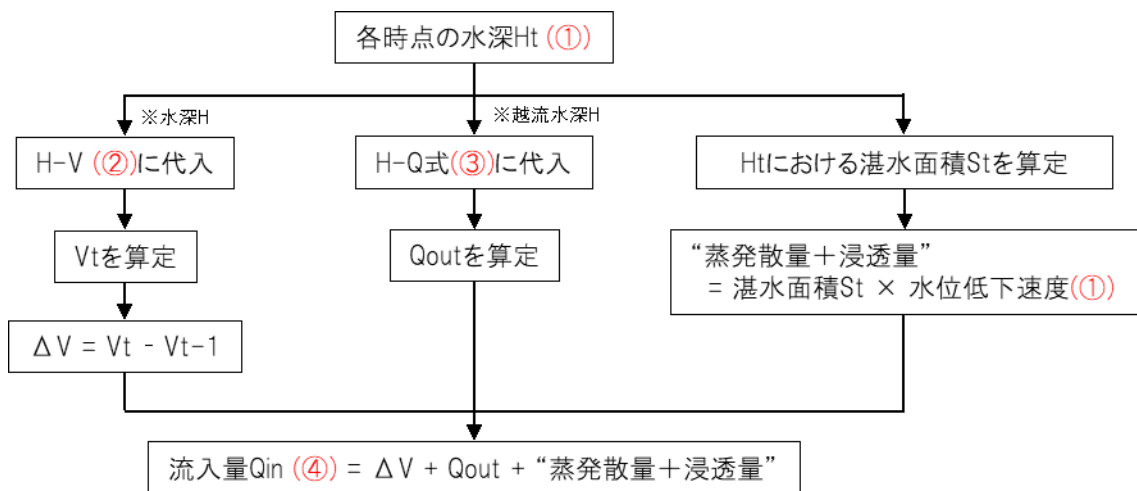 各時点の水深Ht (①)
※水深H
※越流水深H
H-V (②)に代入
H-Q式(③)に代入
Htにおける湛水面積Stを算定
Vtを算定
Qoutを算定
“蒸発散量＋浸透量”
= 湛水面積St × 水位低下速度(①)
ΔV = Vt - Vt-1
流入量Qin (④) = ΔV + Qout + “蒸発散量＋浸透量”